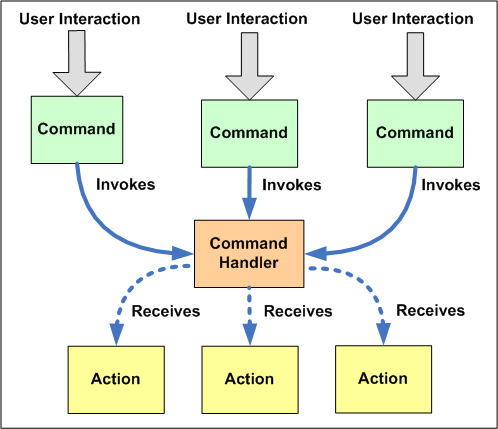 User Interaction
User Interaction
User Interaction
Command
Command
Command
Invokes
Invokes
Invokes
Command
Handler
Receives
Receives
Receives
Action
Action
Action